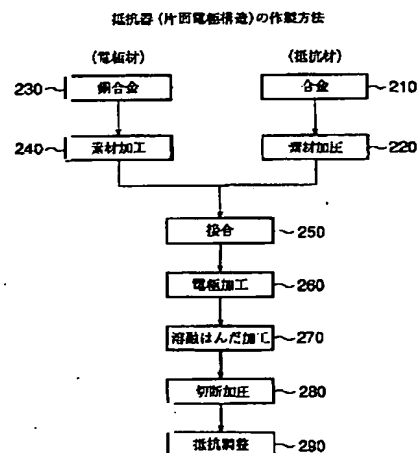 抵抗器(片面電極構造)の作製方法
(電極材) (抵抗材)
230 銅合金 合金 210
240 素材加工 素材加圧 220
接合 250
電極加工 260
溶融はんだ加工 270
切断加圧 280
抵抗調整 290